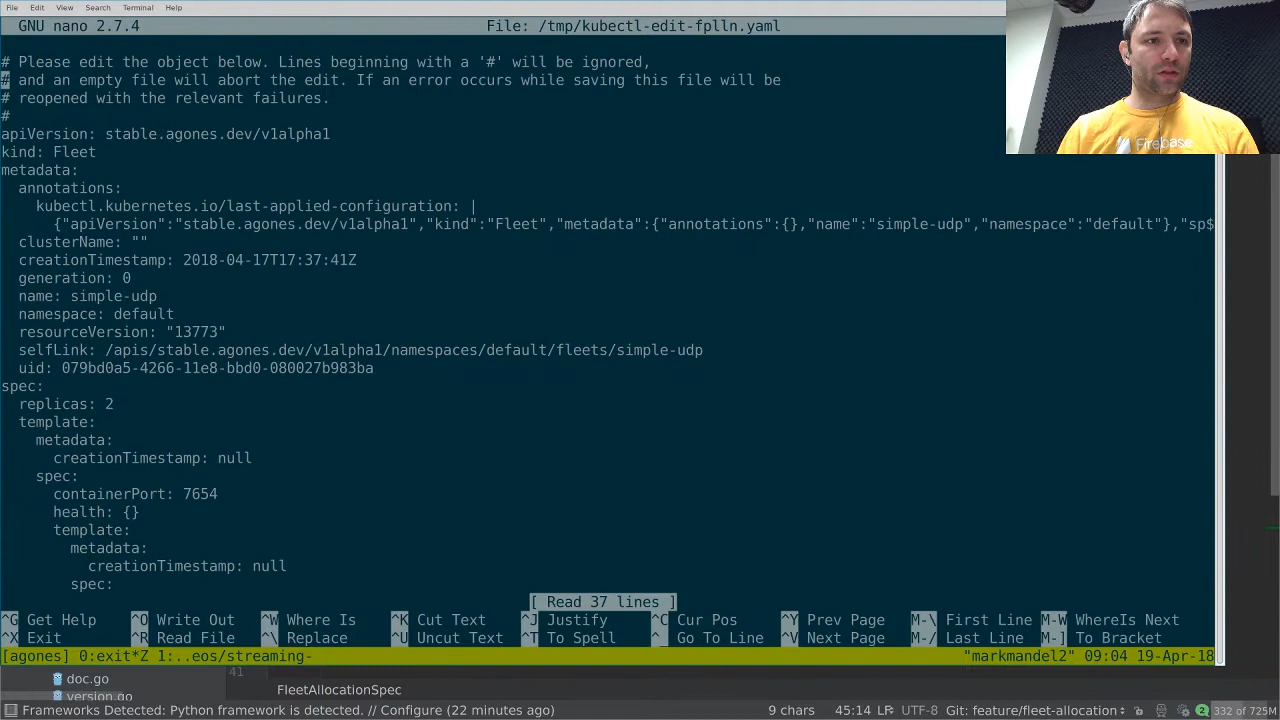 File Edit View Search Terminal Help
GNU nano 2.7.4 File: /tmp/kubectl-edit-fplln.yaml
# Please edit the object below. Lines beginning with a '#' will be ignored,
# and an empty file will abort the edit. If an error occurs while saving this file will be
# reopened with the relevant failures.
#
apiVersion: stable.agones.dev/v1alpha1
kind: Fleet
metadata:
  annotations:
    kubectl.kubernetes.io/last-applied-configuration: |
      {"apiVersion":"stable.agones.dev/v1alpha1","kind":"Fleet","metadata":{"annotations":{},"name":"simple-udp","namespace":"default"},"sp$
  clusterName: ""
  creationTimestamp: 2018-04-17T17:37:41Z
  generation: 0
  name: simple-udp
  namespace: default
  resourceVersion: "13773"
  selfLink: /apis/stable.agones.dev/v1alpha1/namespaces/default/fleets/simple-udp
  uid: 079bd0a5-4266-11e8-bbd0-080027b983ba
spec:
  replicas: 2
  template:
    metadata:
      creationTimestamp: null
    spec:
      containerPort: 7654
      health: {}
      template:
        metadata:
          creationTimestamp: null
        spec:
[ Read 37 lines ]
^G Get Help ^O Write Out ^W Where Is ^K Cut Text ^J Justify ^C Cur Pos ^Y Prev Page M-\ First Line M-W WhereIs Next
^X Exit ^R Read File ^\ Replace ^U Uncut Text ^T To Spell ^_ Go To Line ^V Next Page M-/ Last Line M-] To Bracket
[agones] 0:exit*Z 1:..eos/streaming- "markmandel2" 09:04 19-Apr-18
Firebase
41
doc.go
FleetAllocationSpec
version.go
Frameworks Detected: Python framework is detected. // Configure (22 minutes ago) 9 chars 45:14 LF÷ UTF-8 ÷ Git: feature/fleet-allocation ÷ 2 332 of 725M